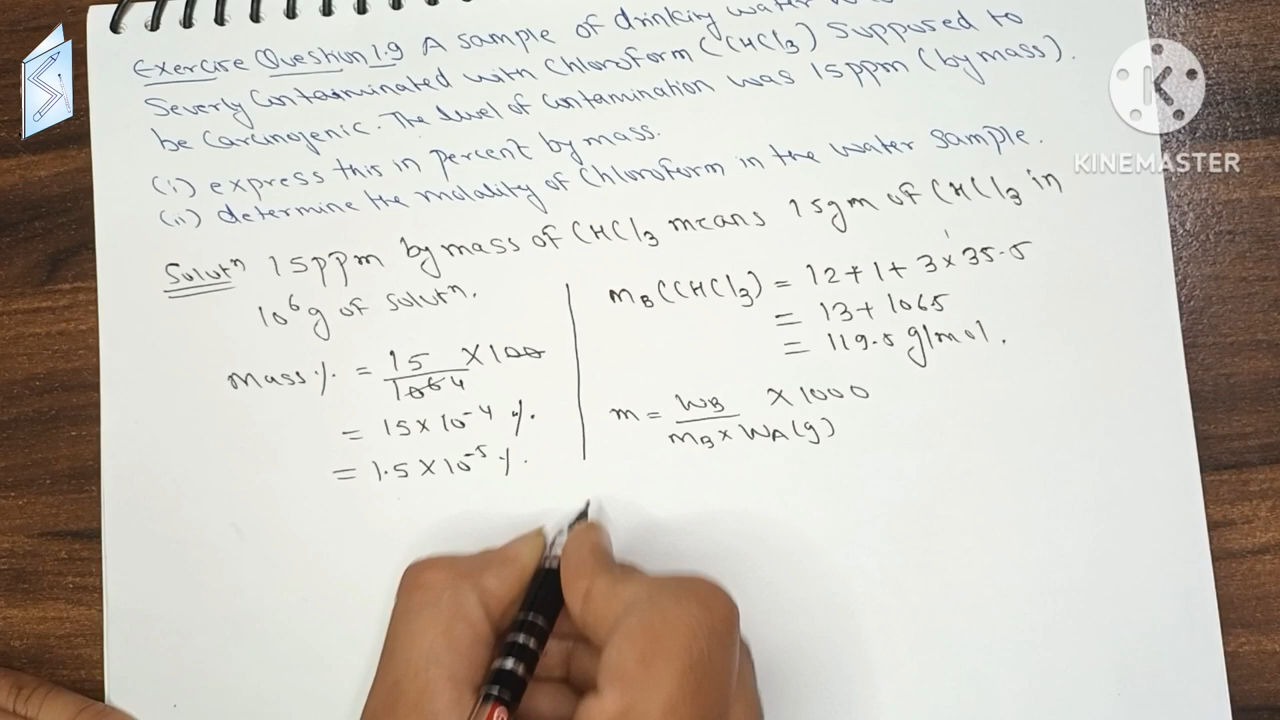 Exercise Question 1.9 A sample of drinking water
Severly Contaminated with Chloroform (CHCl3) Supposed to
be Carcinogenic. The level of Contamination was 15ppm (by mass).
(i) express this in percent by mass.
(ii) determine the molality of Chloroform in the water sample.
Solutn 15ppm by mass of CHCl3 means 15gm of CHCl3 in
10^6 g of Solutn.
Mass % = 15/10^6 4 × 100
= 15 × 10^-4 %.
= 1.5 × 10^-5 %.
MB (CHCl3) = 12 + 1 + 3 × 35.5
= 13 + 1065
= 119.5 g/mol.
m = WB / MB × WA(g) × 1000
KINEMASTER